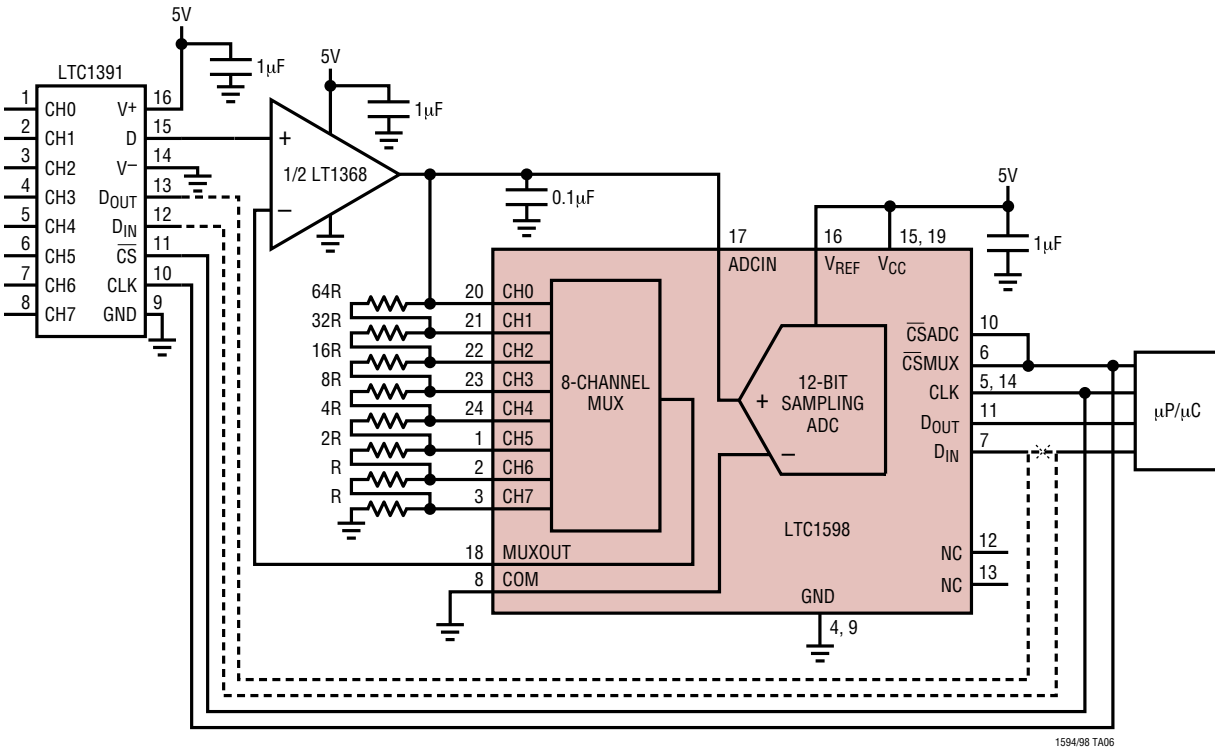 5V
1µF
LTC1391
1 CH0 V+ 16
2 CH1 D 15
3 CH2 V– 14
4 CH3 DOUT 13
5 CH4 DIN 12
6 CH5 CS 11
7 CH6 CLK 10
8 CH7 GND 9
5V
1µF
+
1/2 LT1368
–
0.1µF
5V
1µF
17
ADCIN
16
VREF
15, 19
VCC
64R 20 CH0
32R 21 CH1
16R 22 CH2
8R 23 CH3
4R 24 CH4
2R 1 CH5
R 2 CH6
R 3 CH7
8-CHANNEL
MUX
18 MUXOUT
8 COM
+
12-BIT
SAMPLING
ADC
–
CSADC 10
CSMUX 6
CLK 5, 14
DOUT 11
DIN 7
µP/µC
LTC1598
NC 12
NC 13
GND
4, 9
1594/98 TA06